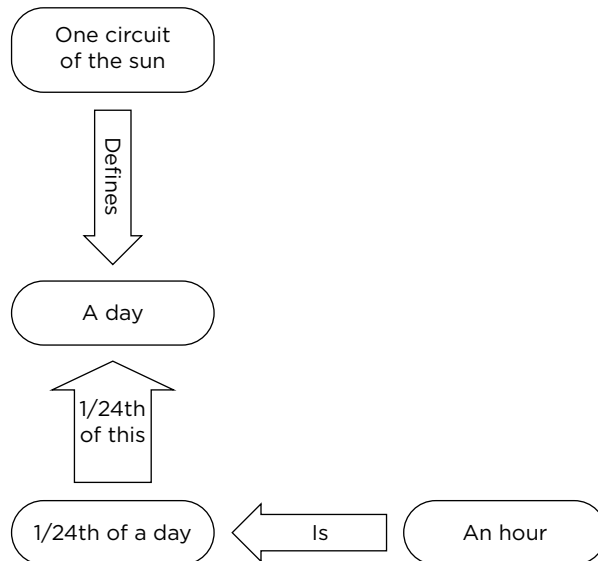 One circuit
of the sun
Defines
A day
1/24th
of this
1/24th of a day
Is
An hour